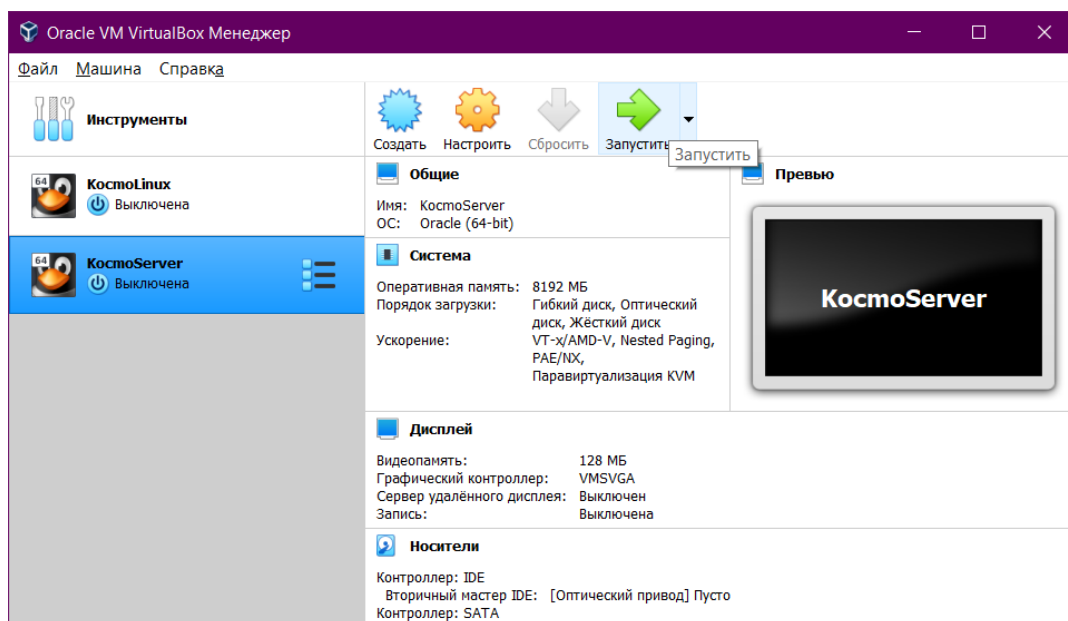 Oracle VM VirtualBox Менеджер
Файл Машина Справка
Инструменты
Создать Настроить Сбросить Запустить
Запустить
64 KocmoLinux
Выключена
64 KocmoServer
Выключена
Общие
Имя: KocmoServer
ОС: Oracle (64-bit)
Система
Оперативная память: 8192 МБ
Порядок загрузки: Гибкий диск, Оптический
диск, Жёсткий диск
Ускорение: VT-x/AMD-V, Nested Paging,
PAE/NX,
Паравиртуализация KVM
Превью
KocmoServer
Дисплей
Видеопамять: 128 МБ
Графический контроллер: VMSVGA
Сервер удалённого дисплея: Выключен
Запись: Выключена
Носители
Контроллер: IDE
Вторичный мастер IDE: [Оптический привод] Пусто
Контроллер: SATA